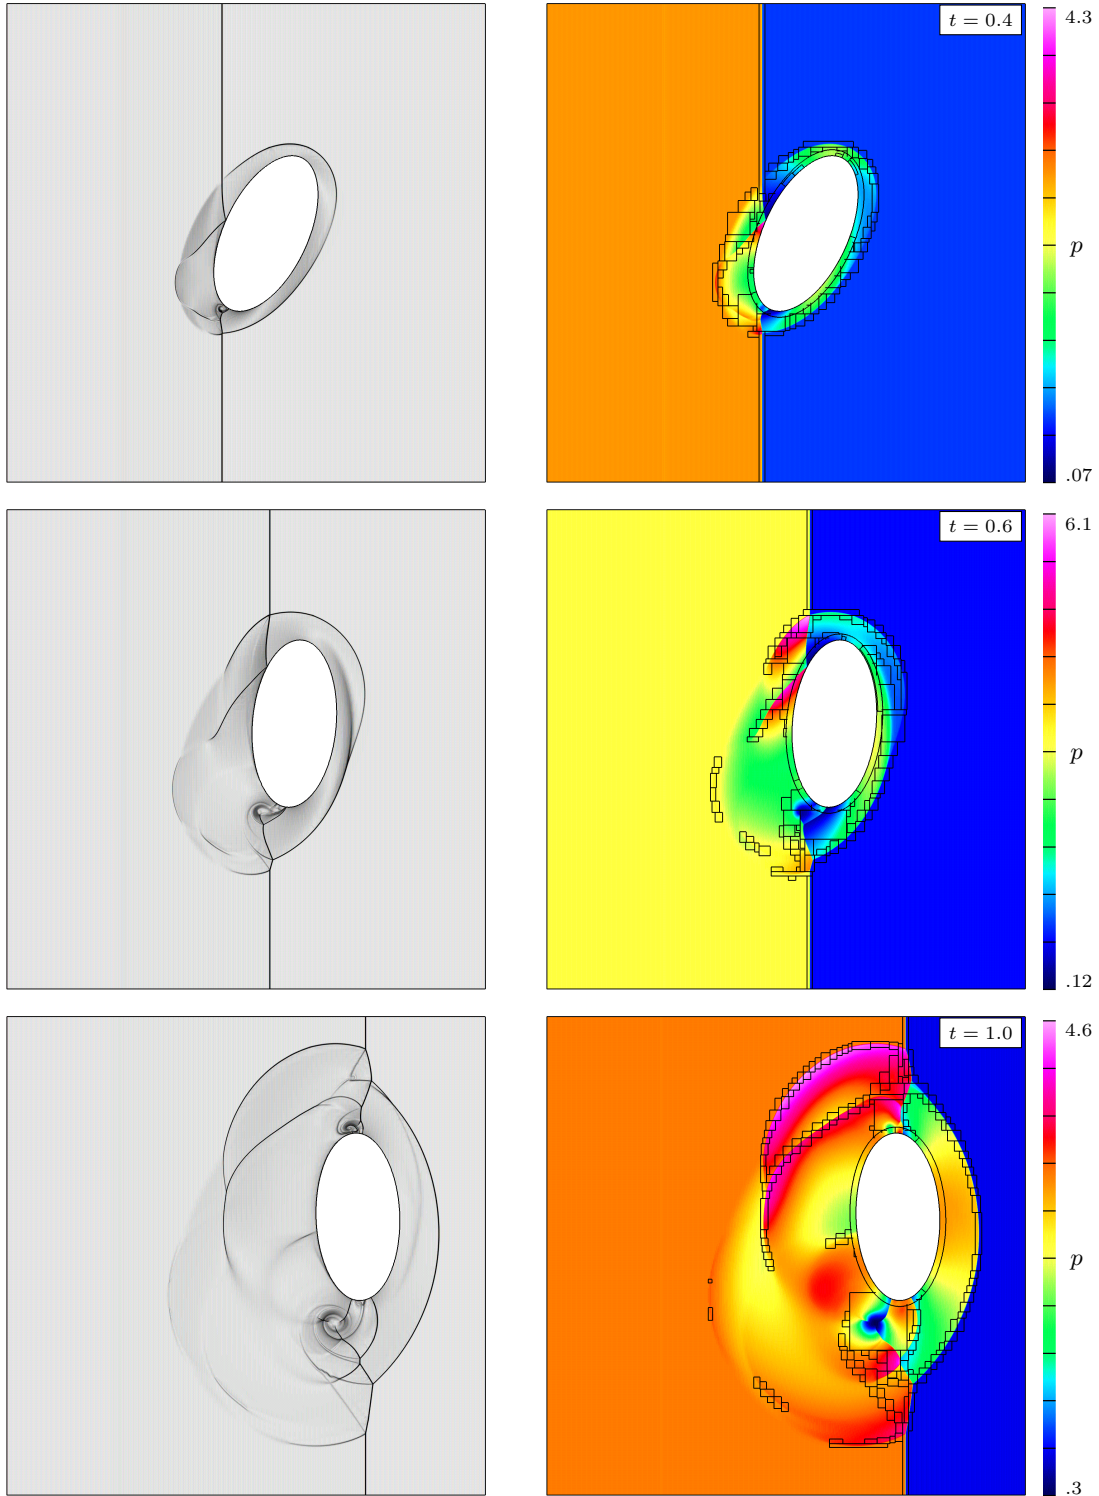 t = 0.4
4.3
p
.07
t = 0.6
6.1
p
.12
t = 1.0
4.6
p
.3